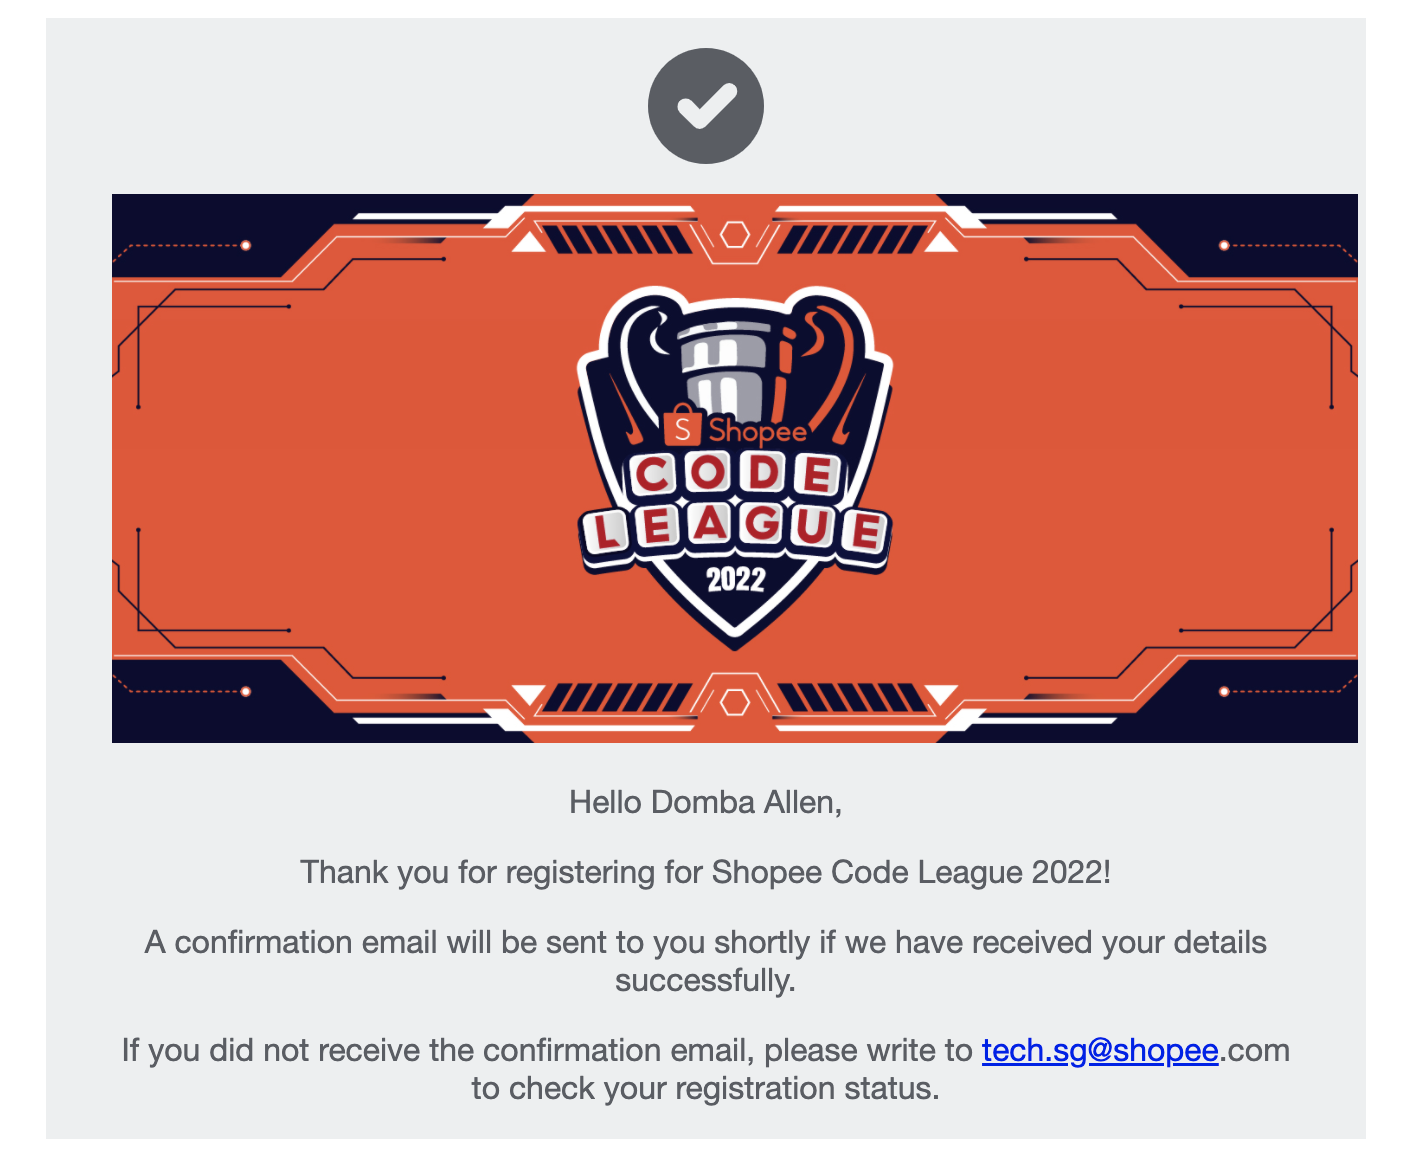 S Shopee
CODE
LEAGUE
2022
Hello Domba Allen,
Thank you for registering for Shopee Code League 2022!
A confirmation email will be sent to you shortly if we have received your details
successfully.
If you did not receive the confirmation email, please write to tech.sg@shopee.com
to check your registration status.